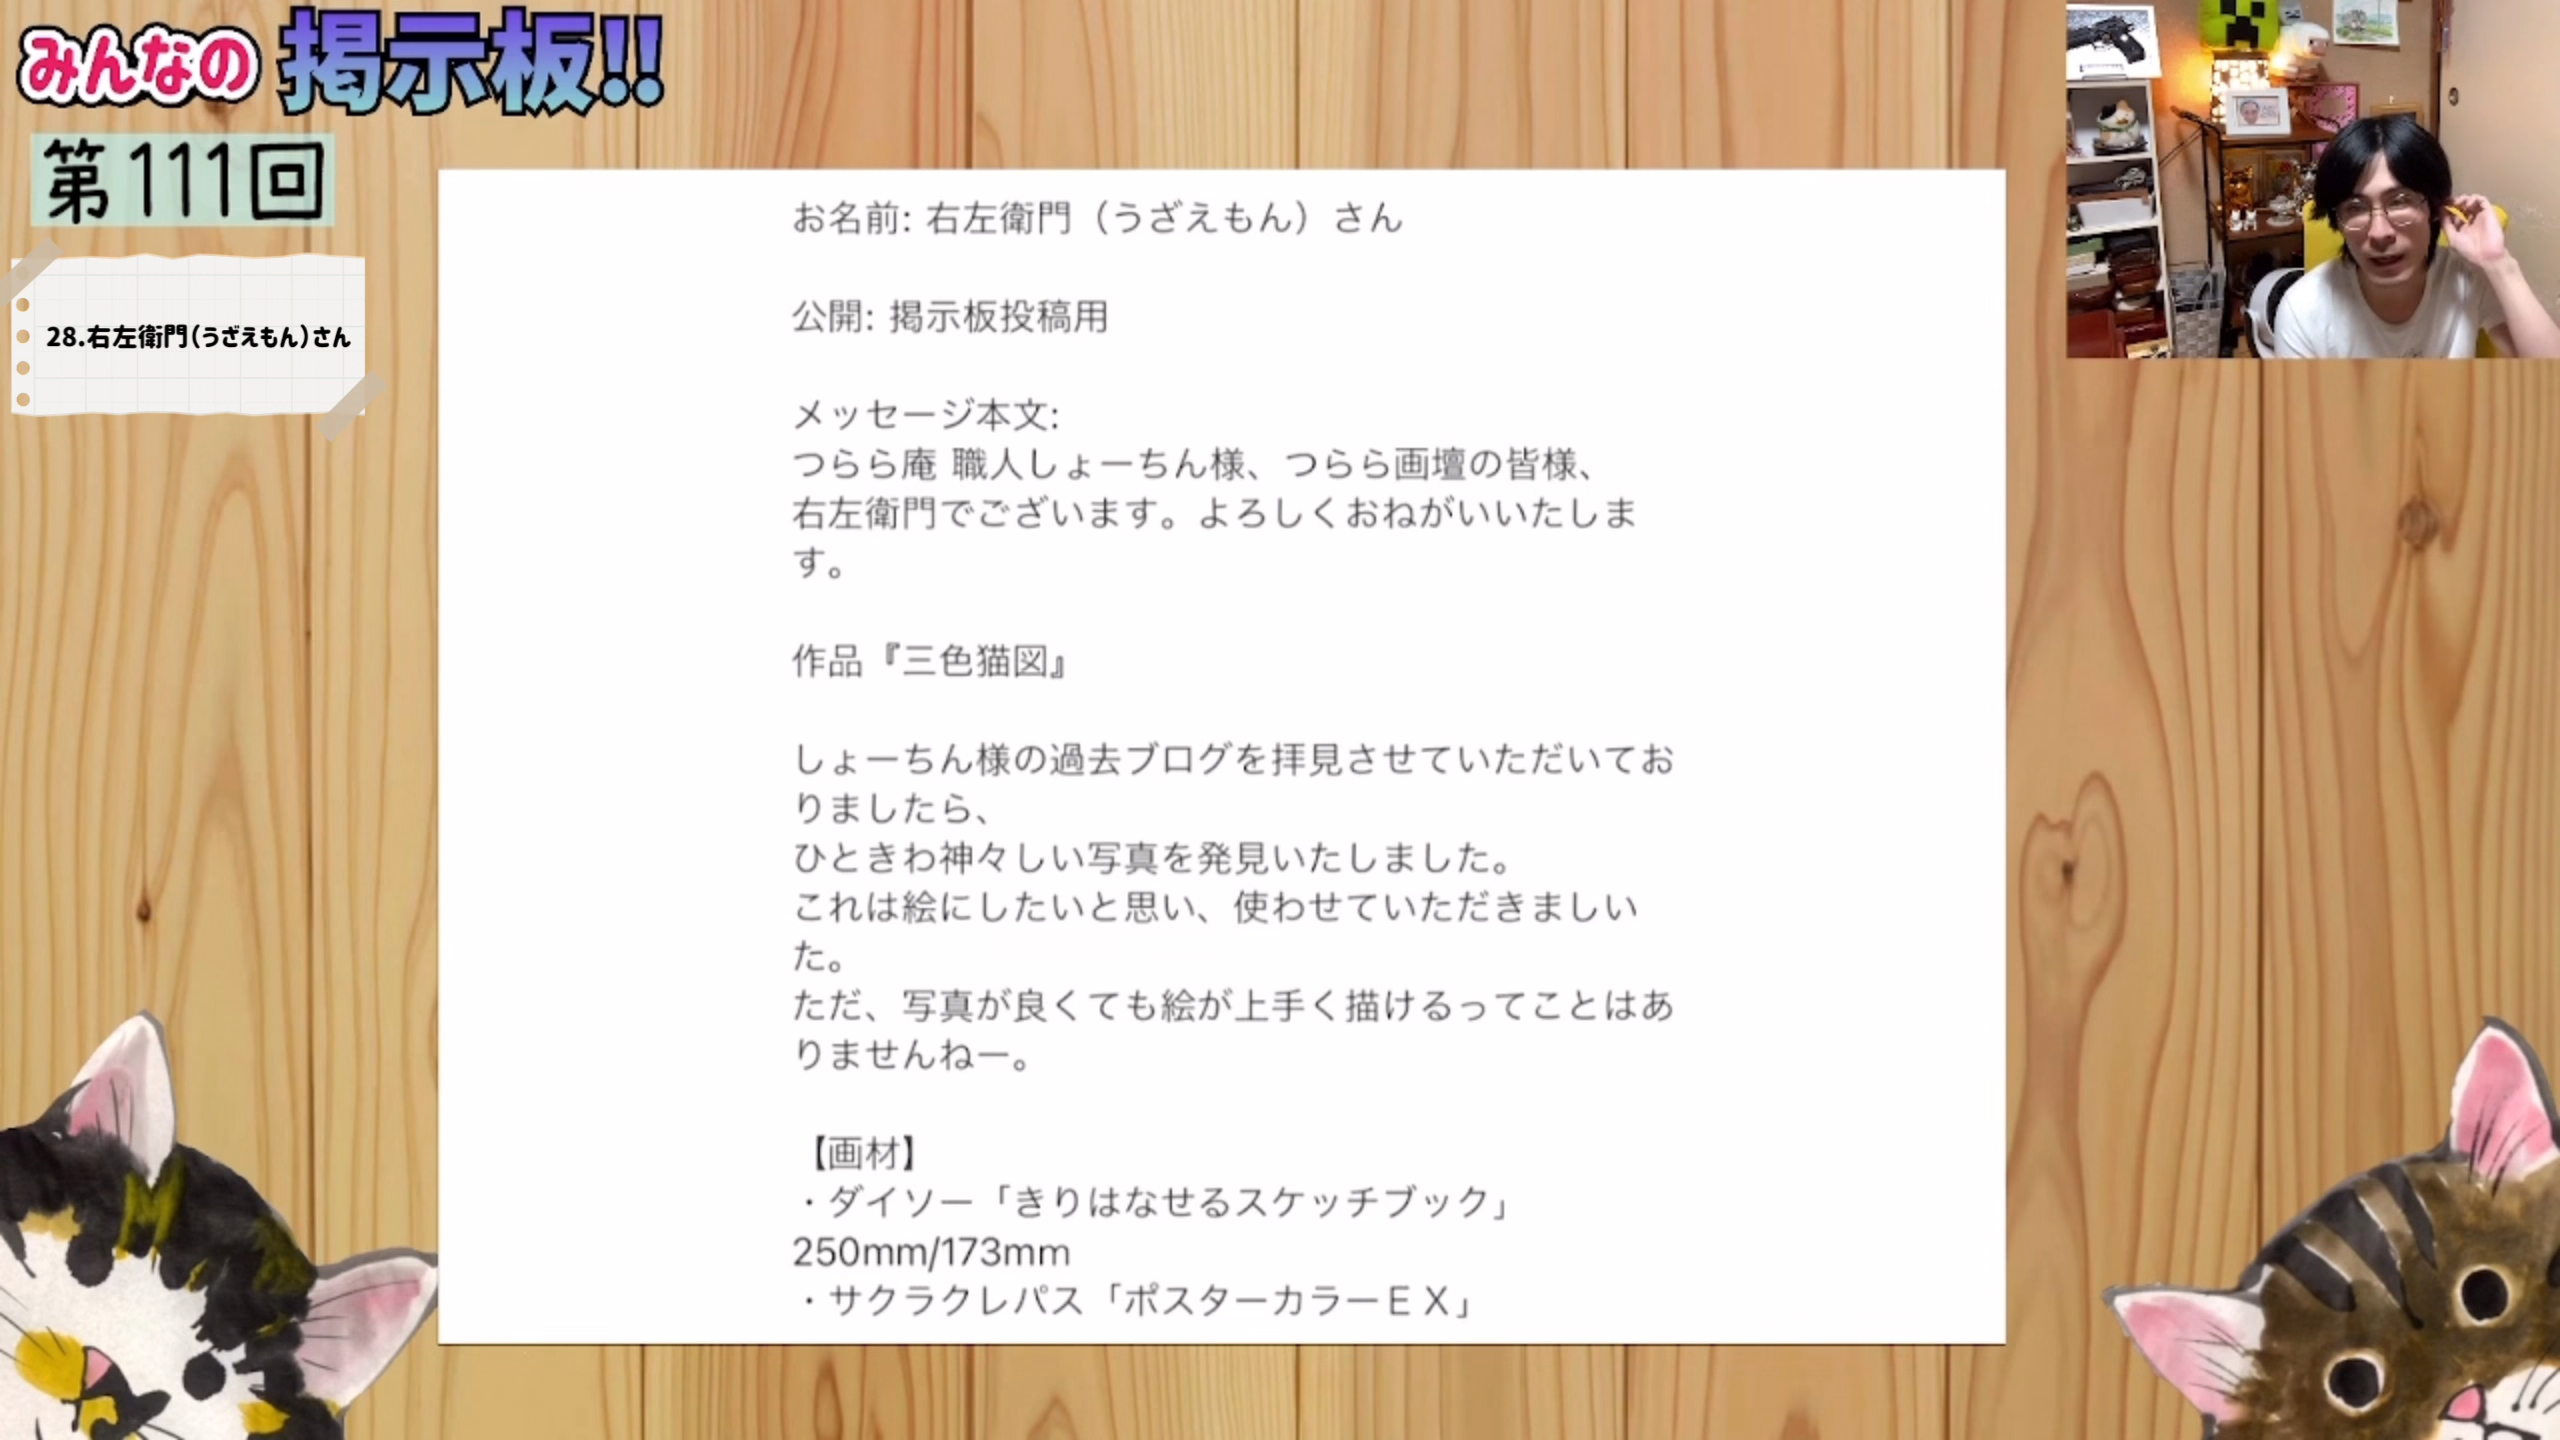 みんなの掲示板!!
第111回
28.右左衛門(うざえもん)さん
お名前: 右左衛門（うざえもん）さん
公開: 掲示板投稿用
メッセージ本文:
つらら庵 職人しょーちん様、つらら画壇の皆様、
右左衛門でございます。よろしくおねがいいたしま
す。
作品『三色猫図』
しょーちん様の過去ブログを拝見させていただいてお
りましたら、
ひときわ神々しい写真を発見いたしました。
これは絵にしたいと思い、使わせていただきましい
た。
ただ、写真が良くても絵が上手く描けるってことはあ
りませんねー。
【画材】
・ダイソー「きりはなせるスケッチブック」
250mm/173mm
・サクラクレパス「ポスターカラーＥＸ」